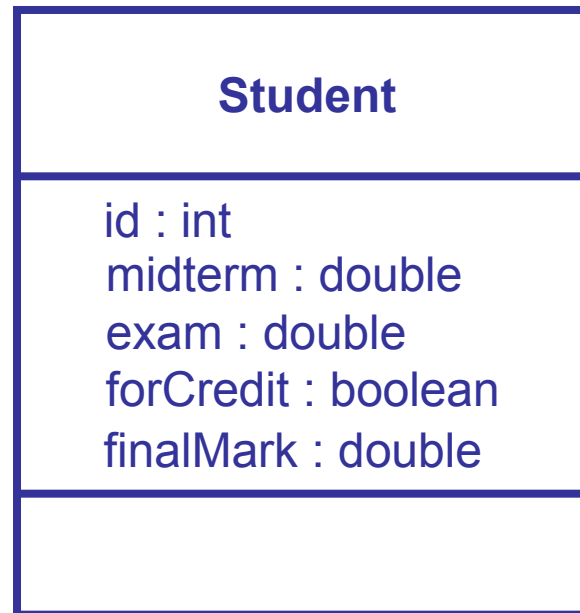 Student
id : int
midterm : double
exam : double
forCredit : boolean
finalMark : double